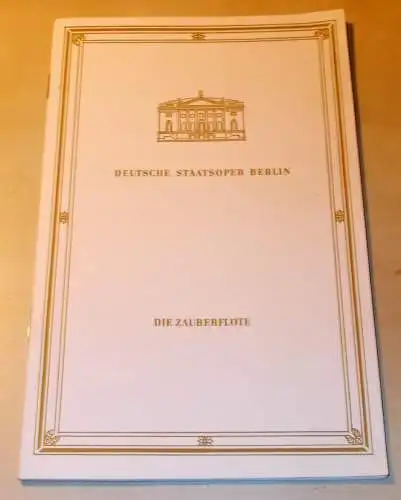 DEUTSCHE STAATSOPER BERLIN
DIE ZAUBERFLÖTE